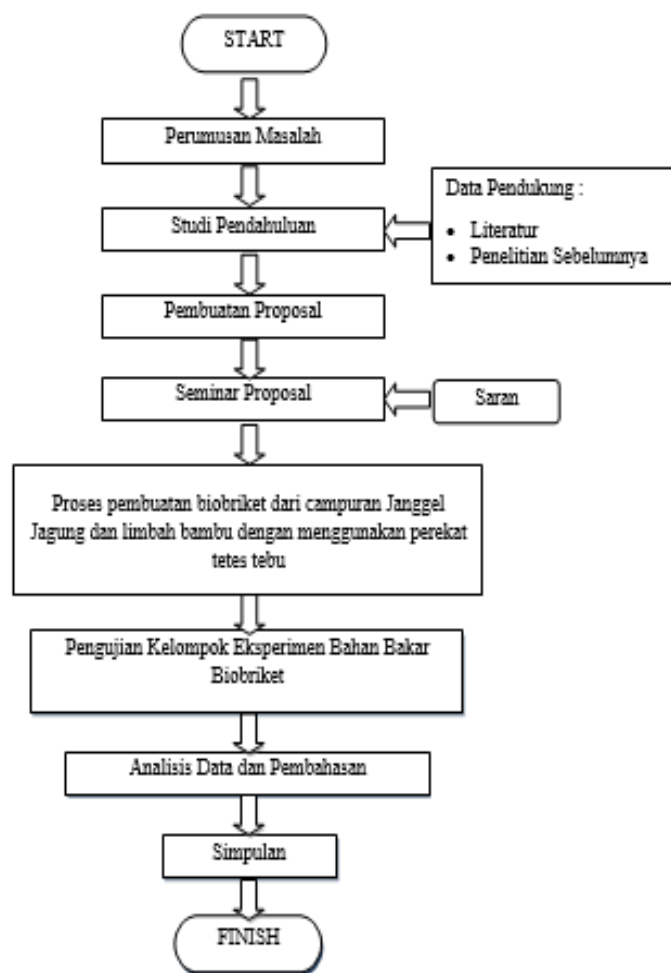 START
Perumusan Masalah
Studi Pendahuluan
Data Pendukung :
• Literatur
• Penelitian Sebelumnya
Pembuatan Proposal
Seminar Proposal
Saran
Proses pembuatan biobriket dari campuran Janggel
Jagung dan limbah bambu dengan menggunakan perekat
tetes tebu
Pengujian Kelompok Eksperimen Bahan Bakar
Biobriket
Analisis Data dan Pembahasan
Simpulan
FINISH